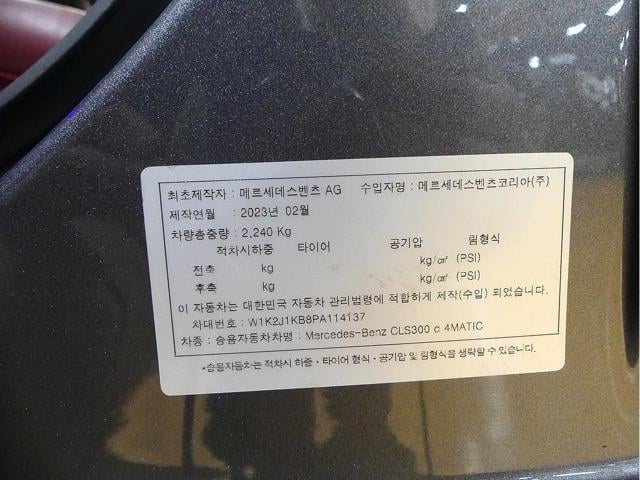 최초제작자 : 메르세데스벤츠 AG 수입자명 : 메르세데스벤츠코리아(주)
제작연월 : 2023년 02월
차량총중량 : 2,240 Kg
적차시하중 타이어 공기압 림형식
전축 kg kg/㎠ (PSI)
후축 kg kg/㎠ (PSI)
이 자동차는 대한민국 자동차 관리법령에 적합하게 제작(수입) 되었습니다.
차대번호 : W1K2J1KB8PA114137
차종 : 승용자동차차명 : Mercedes-Benz CLS300 d 4MATIC
*승용자동차는 적차시 하중·타이어 형식·공기압 및 림형식을 생략할 수 있습니다.